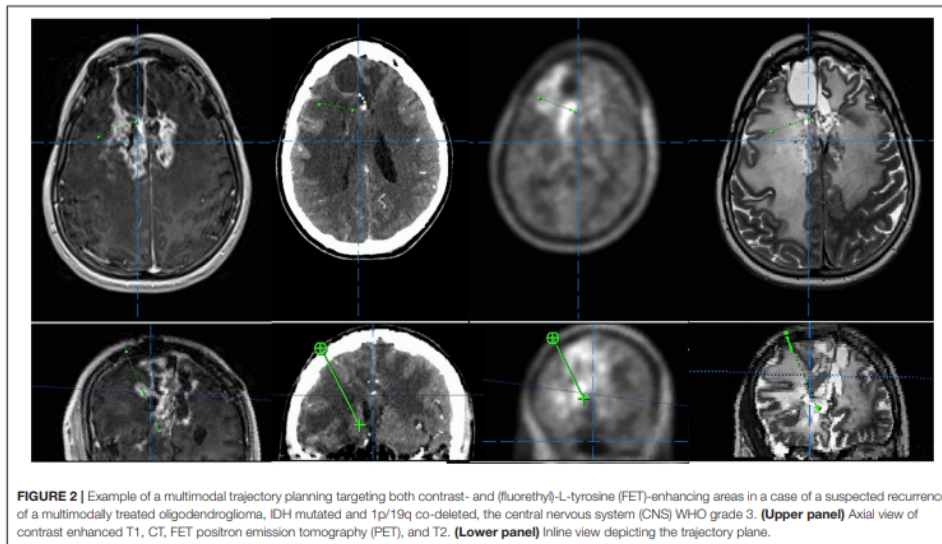 FIGURE 2 | Example of a multimodal trajectory planning targeting both contrast- and (fluorethyl)-L-tyrosine (FET)-enhancing areas in a case of a suspected recurrence
of a multimodally treated oligodendroglioma, IDH mutated and 1p/19q co-deleted, the central nervous system (CNS) WHO grade 3. (Upper panel) Axial view of
contrast enhanced T1, CT, FET positron emission tomography (PET), and T2. (Lower panel) Inline view depicting the trajectory plane.